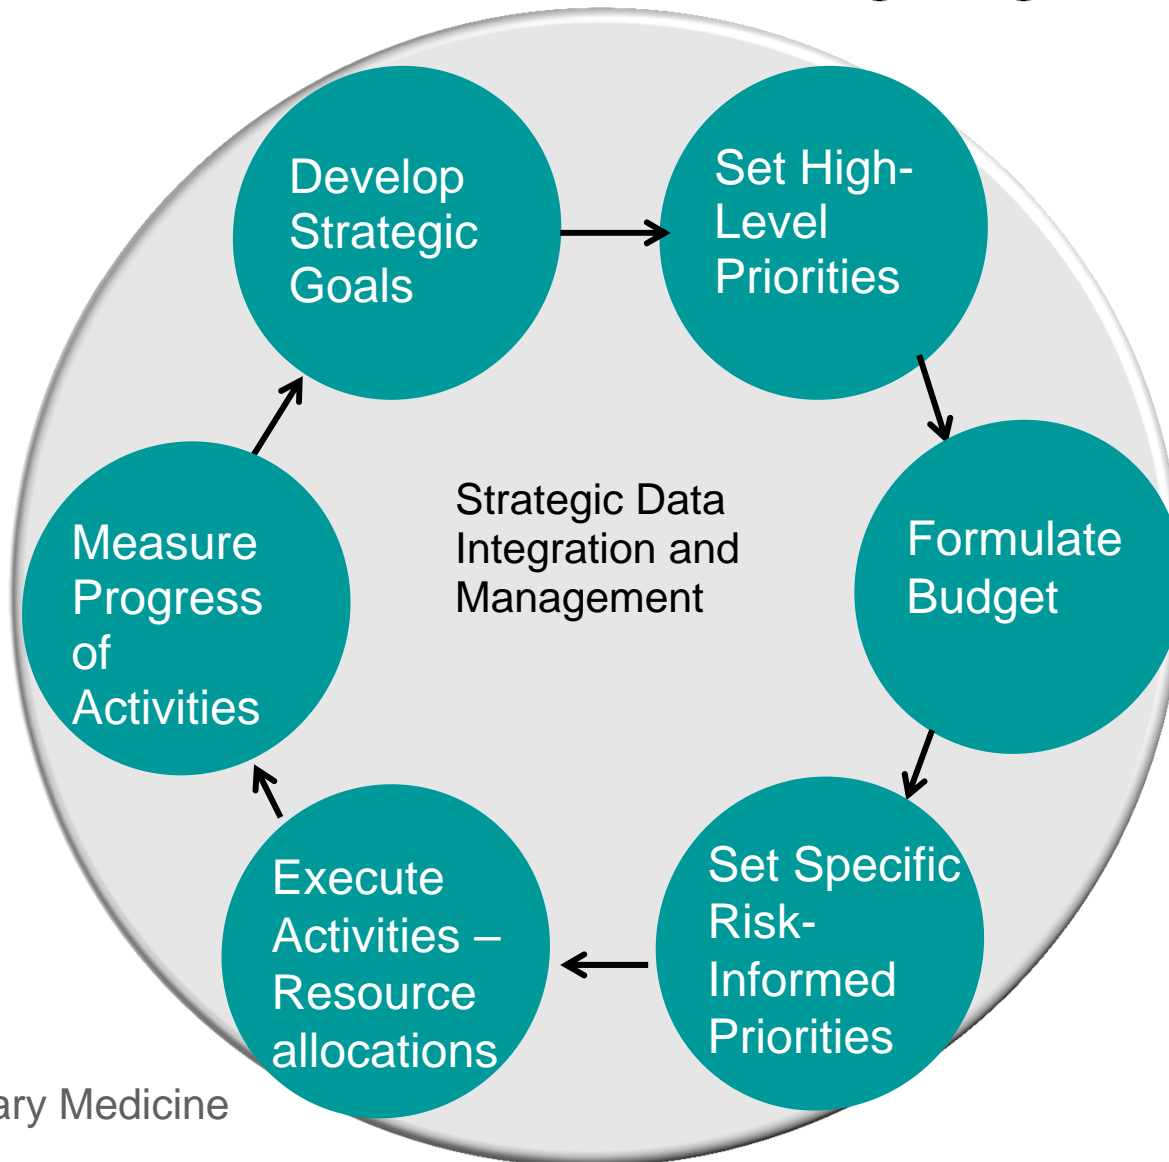 Develop
Strategic
Goals
Set High-
Level
Priorities
Strategic Data
Integration and
Management
Formulate
Budget
Measure
Progress
of
Activities
Set Specific
Risk-
Informed
Priorities
Execute
Activities –
Resource
allocations
Medicine